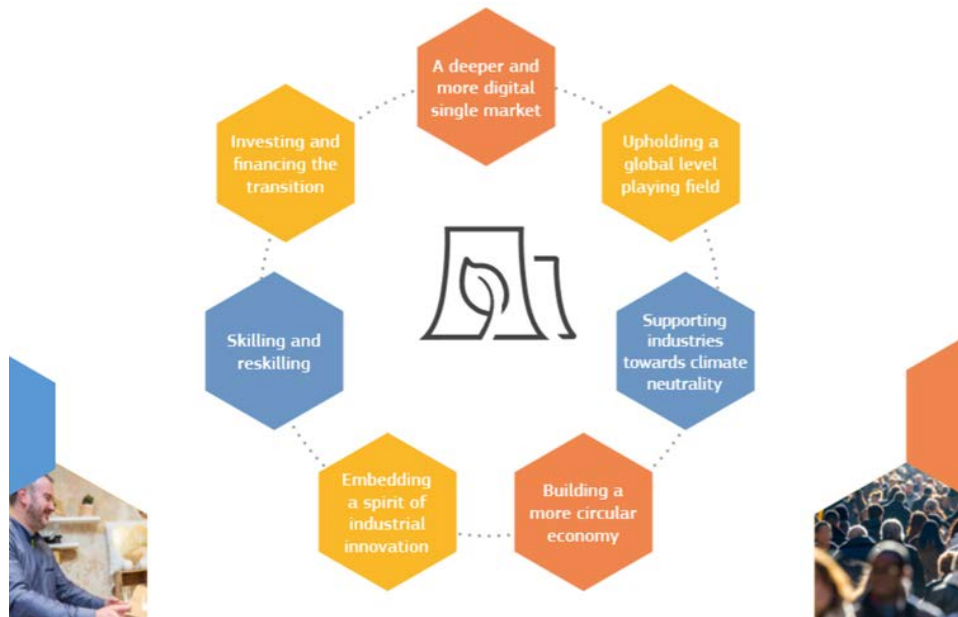 A deeper and
more digital
single market
Upholding a
global level
playing field
Supporting
industries
towards climate
neutrality
Building a
more circular
economy
Embedding
a spirit of
industrial
innovation
Skilling and
reskilling
Investing and
financing the
transition